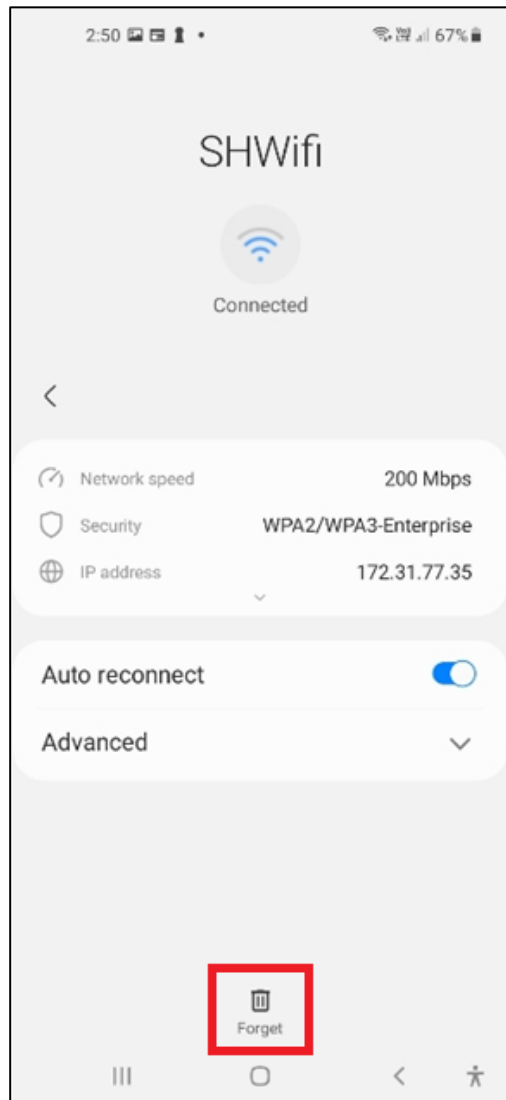 2:50 67%
SHWifi
Connected
Network speed 200 Mbps
Security WPA2/WPA3-Enterprise
IP address 172.31.77.35
Auto reconnect
Advanced
Forget